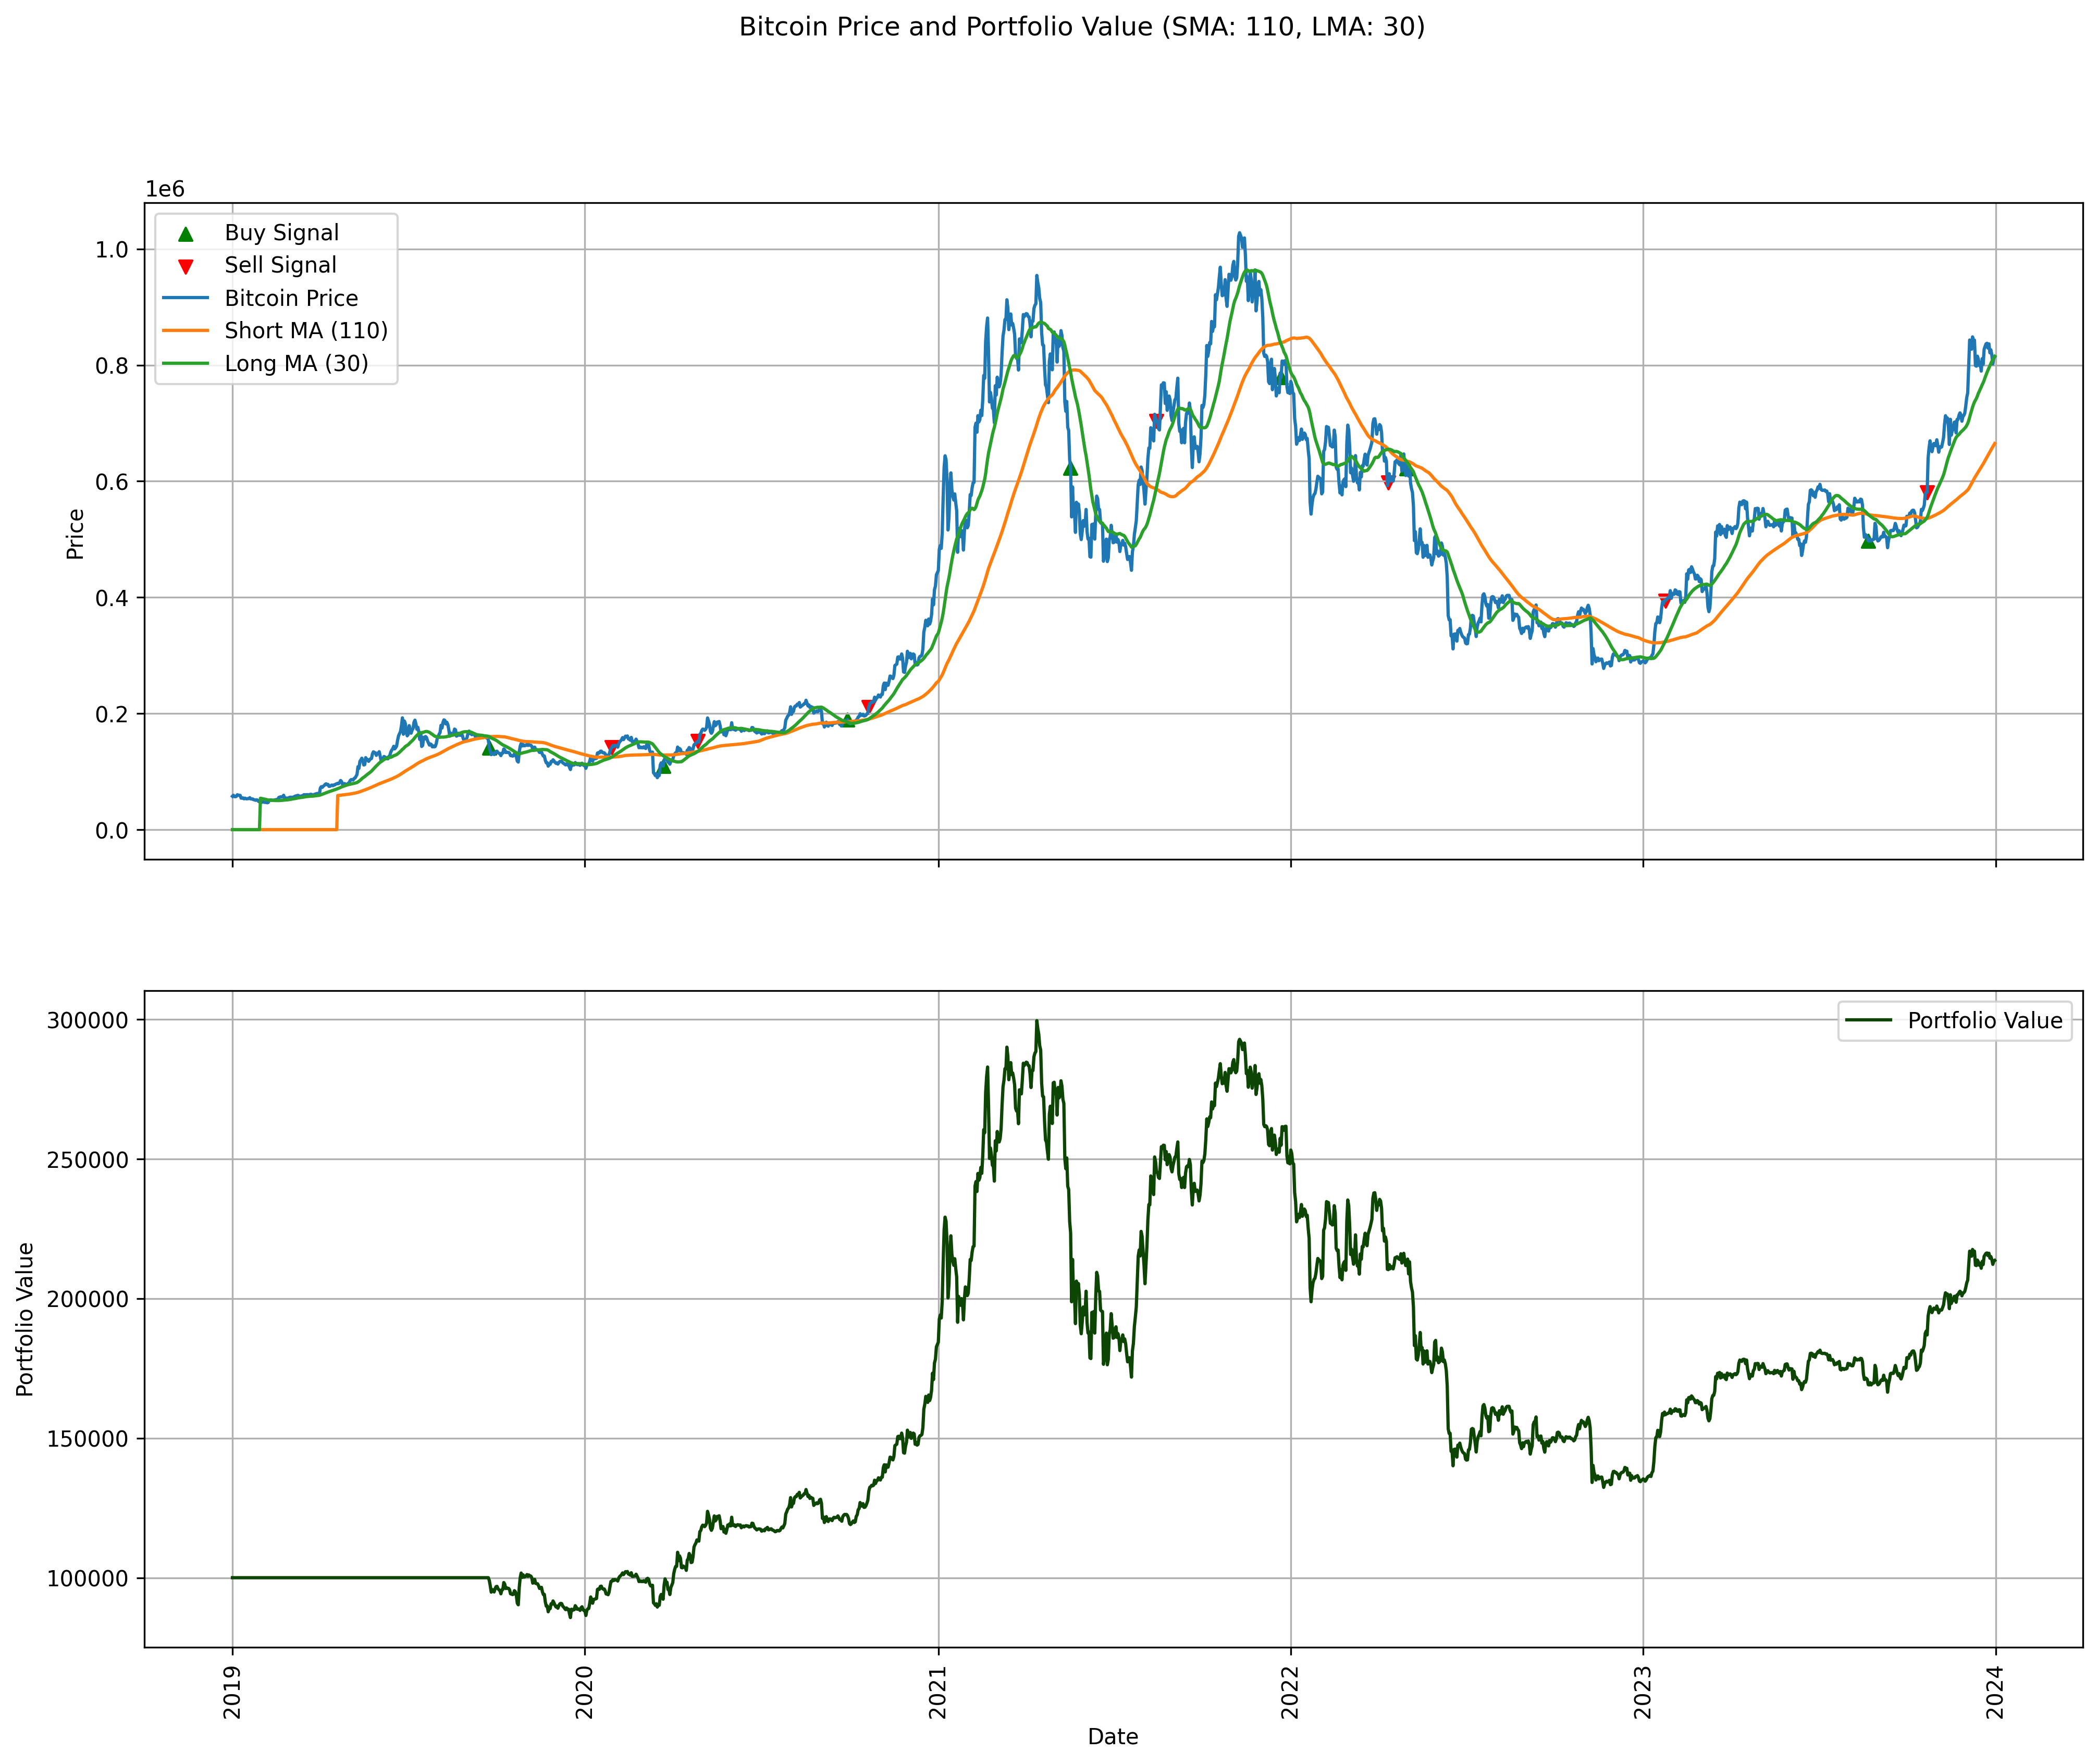 Bitcoin Price and Portfolio Value (SMA: 110, LMA: 30)
1e6
Buy Signal
Sell Signal
Bitcoin Price
Short MA (110)
Long MA (30)
Price
1.0
0.8
0.6
0.4
0.2
0.0
Portfolio Value
Portfolio Value
300000
250000
200000
150000
100000
2019
2020
2021
2022
2023
2024
Date